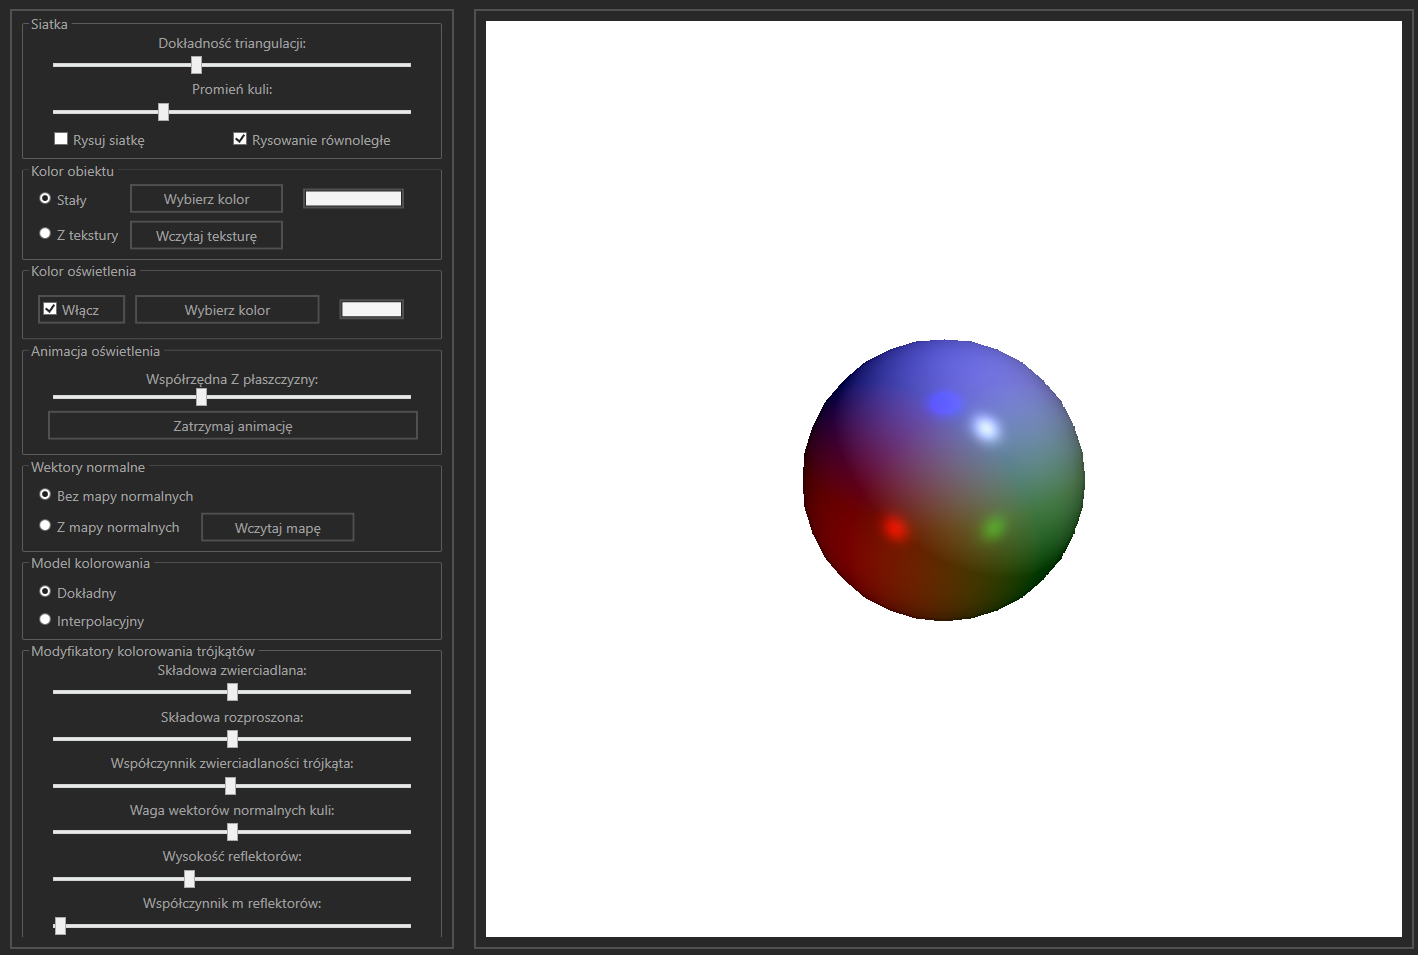 Siatka
Dokładność triangulacji:
Promień kuli:
Rysuj siatkę
Rysowanie równoległe
Kolor obiektu
Stały
Wybierz kolor
Z tekstury
Wczytaj teksturę
Kolor oświetlenia
Włącz
Wybierz kolor
Animacja oświetlenia
Współrzędna Z płaszczyzny:
Zatrzymaj animację
Wektory normalne
Bez mapy normalnych
Z mapy normalnych
Wczytaj mapę
Model kolorowania
Dokładny
Interpolacyjny
Modyfikatory kolorowania trójkątów
Składowa zwierciadlana:
Składowa rozproszona:
Współczynnik zwierciadlaności trójkąta:
Waga wektorów normalnych kuli:
Wysokość reflektorów:
Współczynnik m reflektorów: